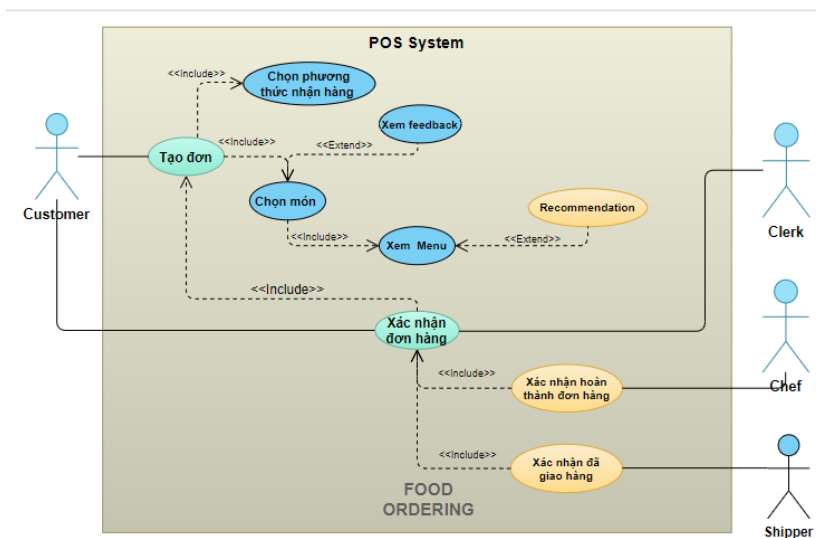 POS System
<<Include>>
Chọn phương
thức nhận hàng
Xem feedback
<<Include>>
<<Extend>>
Tạo đơn
Customer
Chọn món
Recommendation
Clerk
<<Include>>
Xem Menu
<<Extend>>
<<Include>>
Xác nhận
đơn hàng
<<Include>>
Xác nhận hoàn
thành đơn hàng
Chef
<<Include>>
Xác nhận đã
giao hàng
FOOD
ORDERING
Shipper